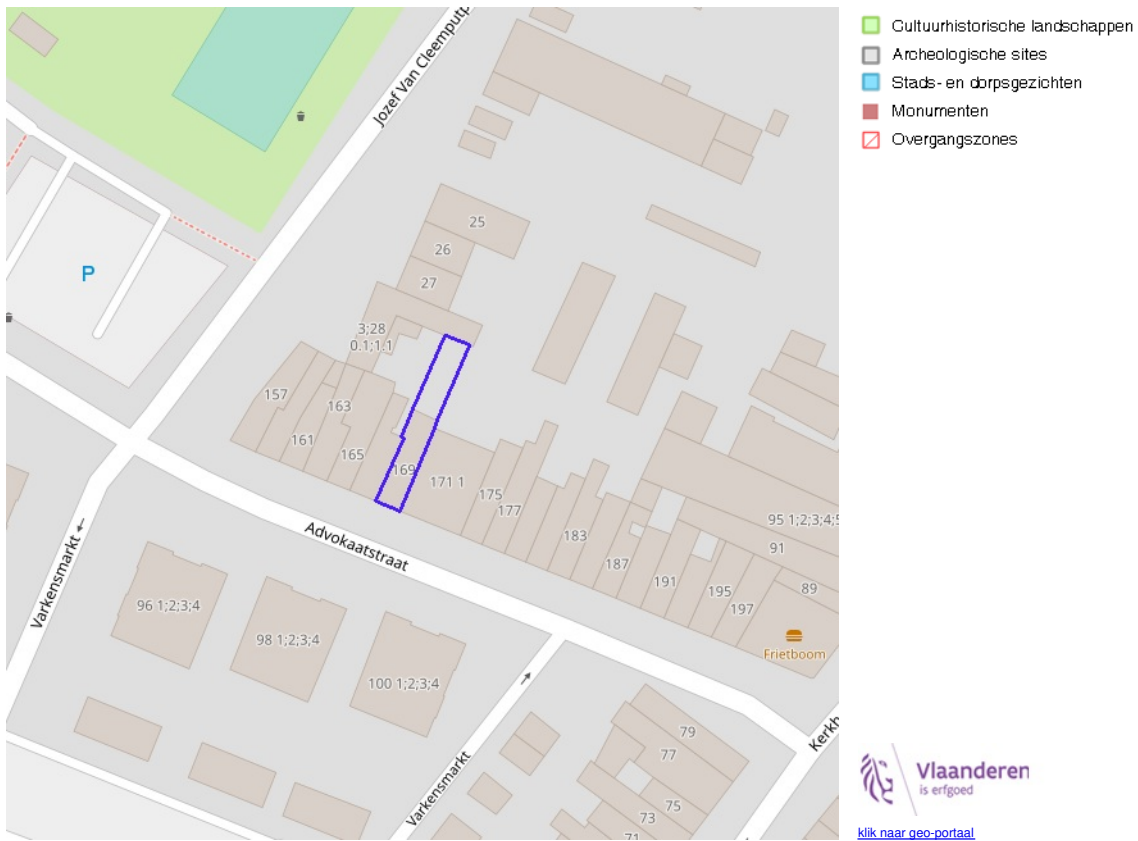 Jozef Van Cleemputp
25
26
27
P
3;28
0.1;1.1
157
163
161
165
169
171 1
175
177
183
187
191
195
197
95 1;2;3;4;5
91
89
Frietboom
Advokaatstraat
Varkensmarkt
96 1;2;3;4
98 1;2;3;4
100 1;2;3;4
Varkensmarkt
79
77
75
73
71
Kerkh
Cultuurhistorische landschappen
Archeologische sites
Stads- en dorpsgezichten
Monumenten
Overgangszones
Vlaanderen
is erfgoed
klik naar geo-portaal